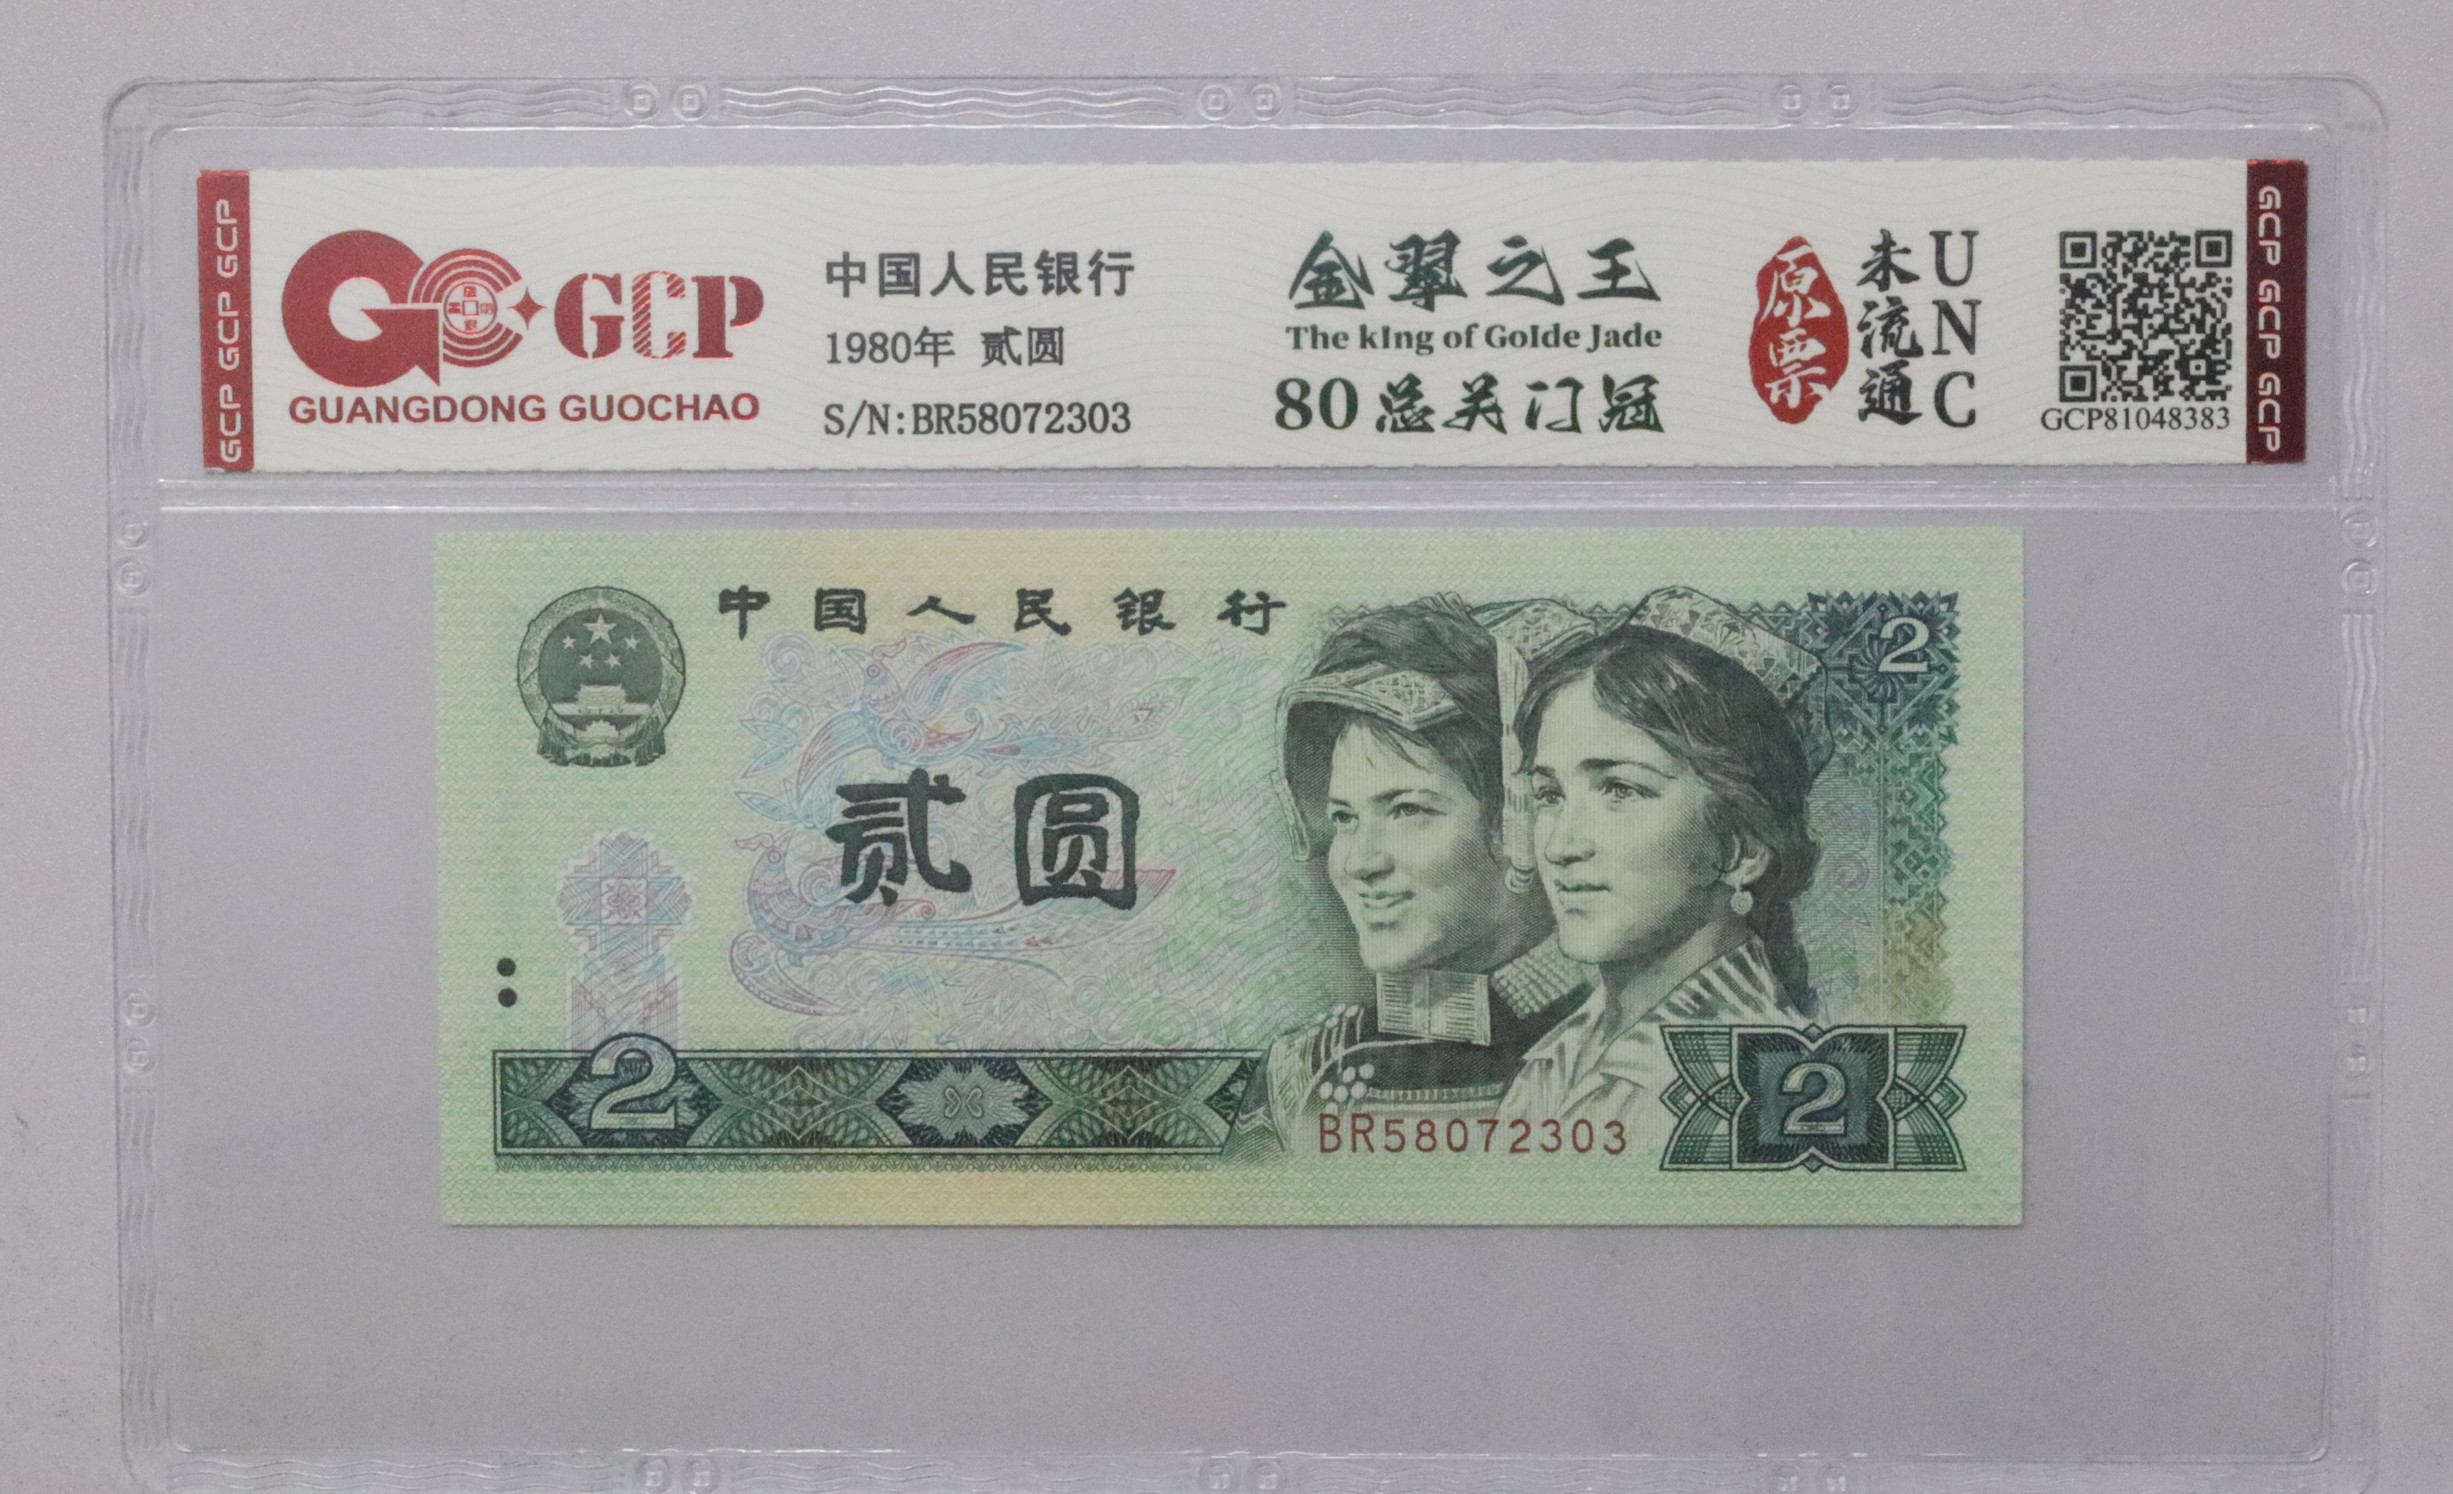 GCP GCP GCP
GCP
GUANGDONG GUOCHAO
中国人民银行
1980年 贰圆
S/N:BR58072303
金翠之王
The kIng of Golde Jade
80总关门冠
原票
未流通
UNC
GCP81048383
GCP GCP GCP
中国人民银行
2
贰圆
2
BR58072303
2